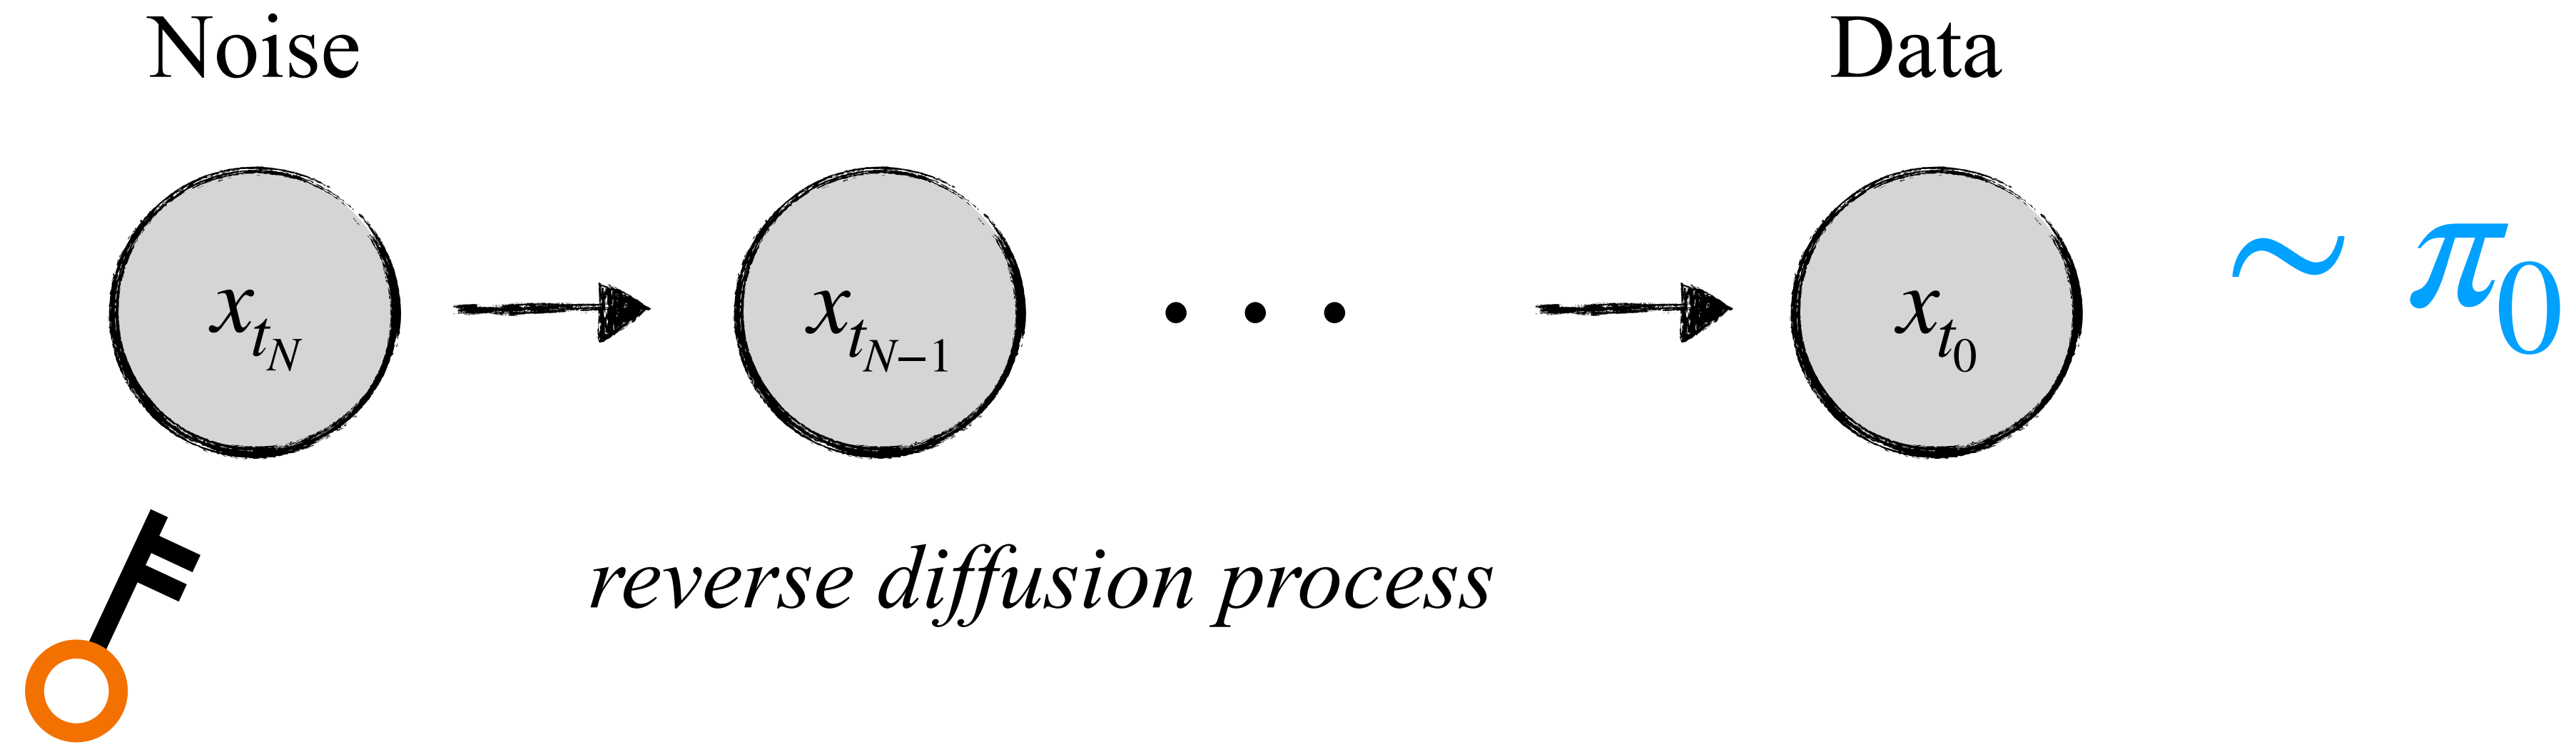 Noise
Data
x_{t_N}
x_{t_{N-1}}
. . .
x_{t_0}
~ π_0
reverse diffusion process